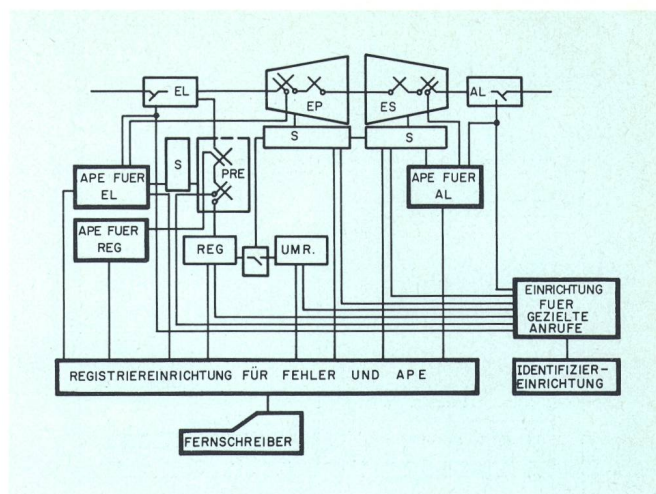 EL
EP
ES
AL
S
S
S
PRE
APE FUER
EL
APE FUER
AL
APE FUER
REG
REG
UMR.
EINRICHTUNG
FUER
GEZIELTE
ANRUFE
REGISTRIEREINRICHTUNG FÜR FEHLER UND APE
IDENTIFIZIER-
EINRICHTUNG
FERNSCHREIBER